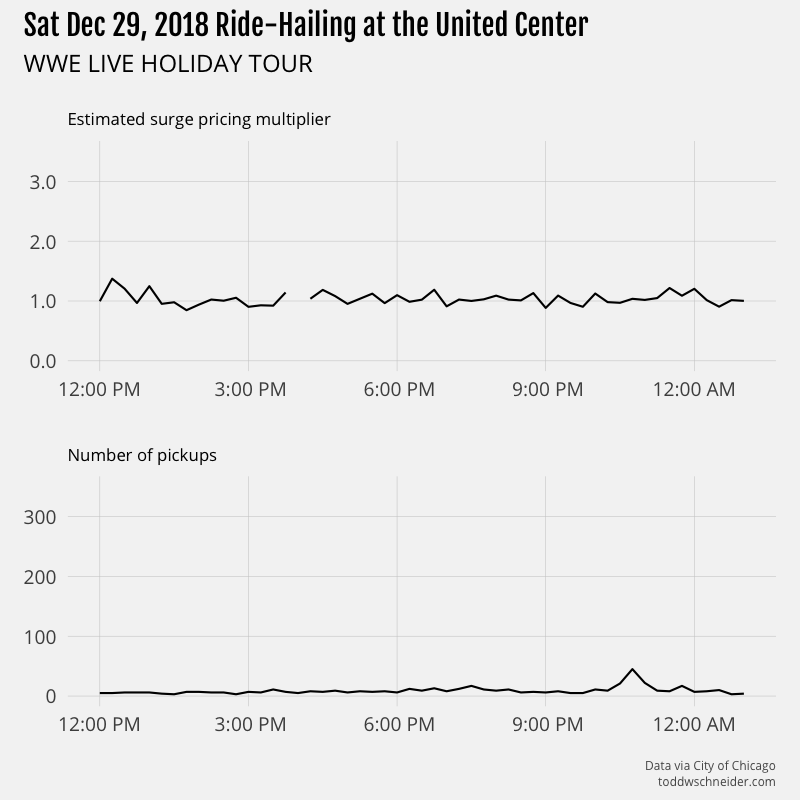 Sat Dec 29, 2018 Ride-Hailing at the United Center
WWE LIVE HOLIDAY TOUR
Estimated surge pricing multiplier
3.0
2.0
1.0
0.0
12:00 PM 3:00 PM 6:00 PM 9:00 PM 12:00 AM
Number of pickups
300
200
100
0
12:00 PM 3:00 PM 6:00 PM 9:00 PM 12:00 AM
Data via City of Chicago
toddwschneider.com